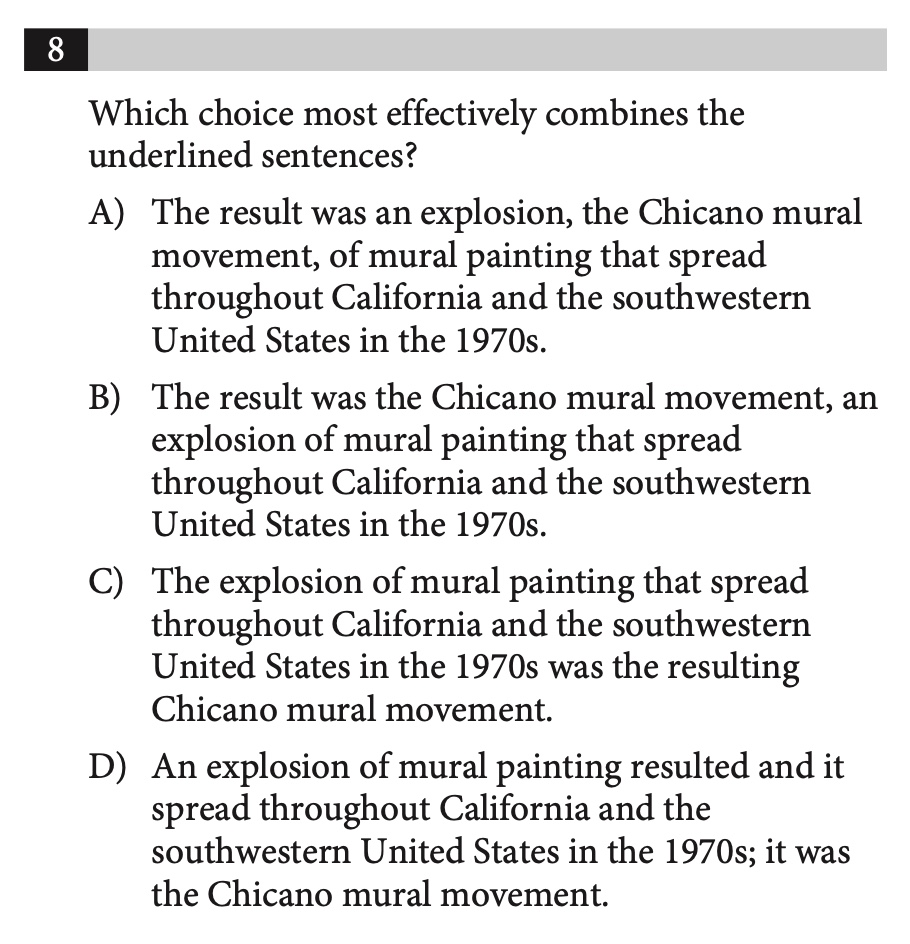 8
Which choice most effectively combines the
underlined sentences?
A) The result was an explosion, the Chicano mural
movement, of mural painting that spread
throughout California and the southwestern
United States in the 1970s.
B) The result was the Chicano mural movement, an
explosion of mural painting that spread
throughout California and the southwestern
United States in the 1970s.
C) The explosion of mural painting that spread
throughout California and the southwestern
United States in the 1970s was the resulting
Chicano mural movement.
D) An explosion of mural painting resulted and it
spread throughout California and the
southwestern United States in the 1970s; it was
the Chicano mural movement.